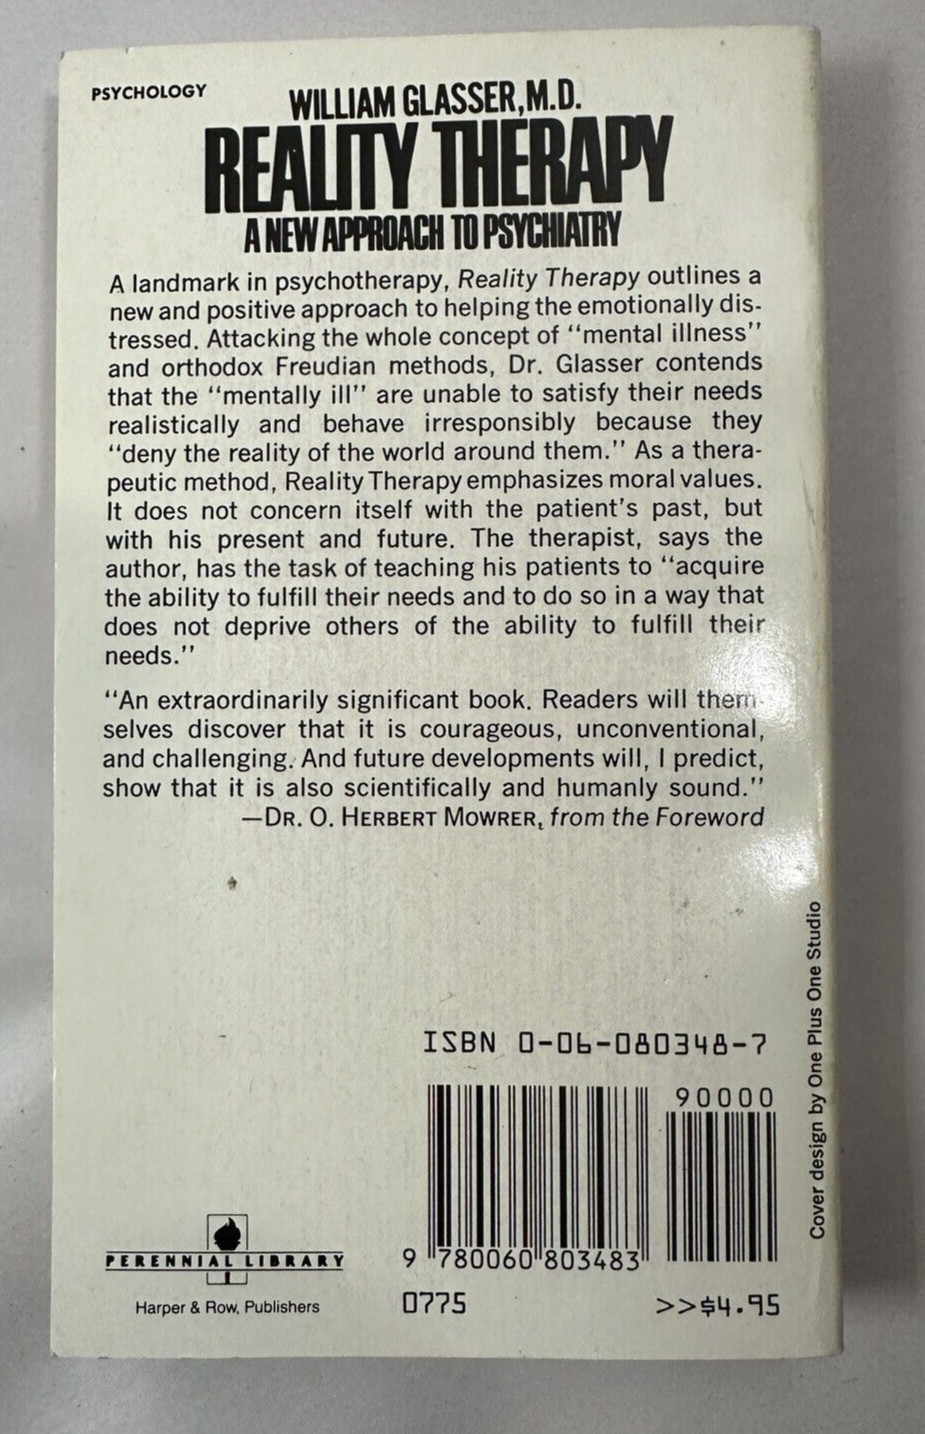 PSYCHOLOGY
WILLIAM GLASSER, M.D.
REALITY THERAPY
A NEW APPROACH TO PSYCHIATRY
A landmark in psychotherapy, Reality Therapy outlines a
new and positive approach to helping the emotionally dis-
tressed. Attacking the whole concept of “mental illness”
and orthodox Freudian methods, Dr. Glasser contends
that the “mentally ill” are unable to satisfy their needs
realistically and behave irresponsibly because they
“deny the reality of the world around them.” As a thera-
peutic method, Reality Therapy emphasizes moral values.
It does not concern itself with the patient’s past, but
with his present and future. The therapist, says the
author, has the task of teaching his patients to “acquire
the ability to fulfill their needs and to do so in a way that
does not deprive others of the ability to fulfill their
needs.”
“An extraordinarily significant book. Readers will them-
selves discover that it is courageous, unconventional,
and challenging. And future developments will, I predict,
show that it is also scientifically and humanly sound.”
—DR. O. HERBERT MOWRER, from the Foreword
Cover design by One Plus One Studio
ISBN 0-06-080348-7
90000
9 780060 803483
PERENNIAL LIBRARY
Harper & Row, Publishers
0775
>>$4.95